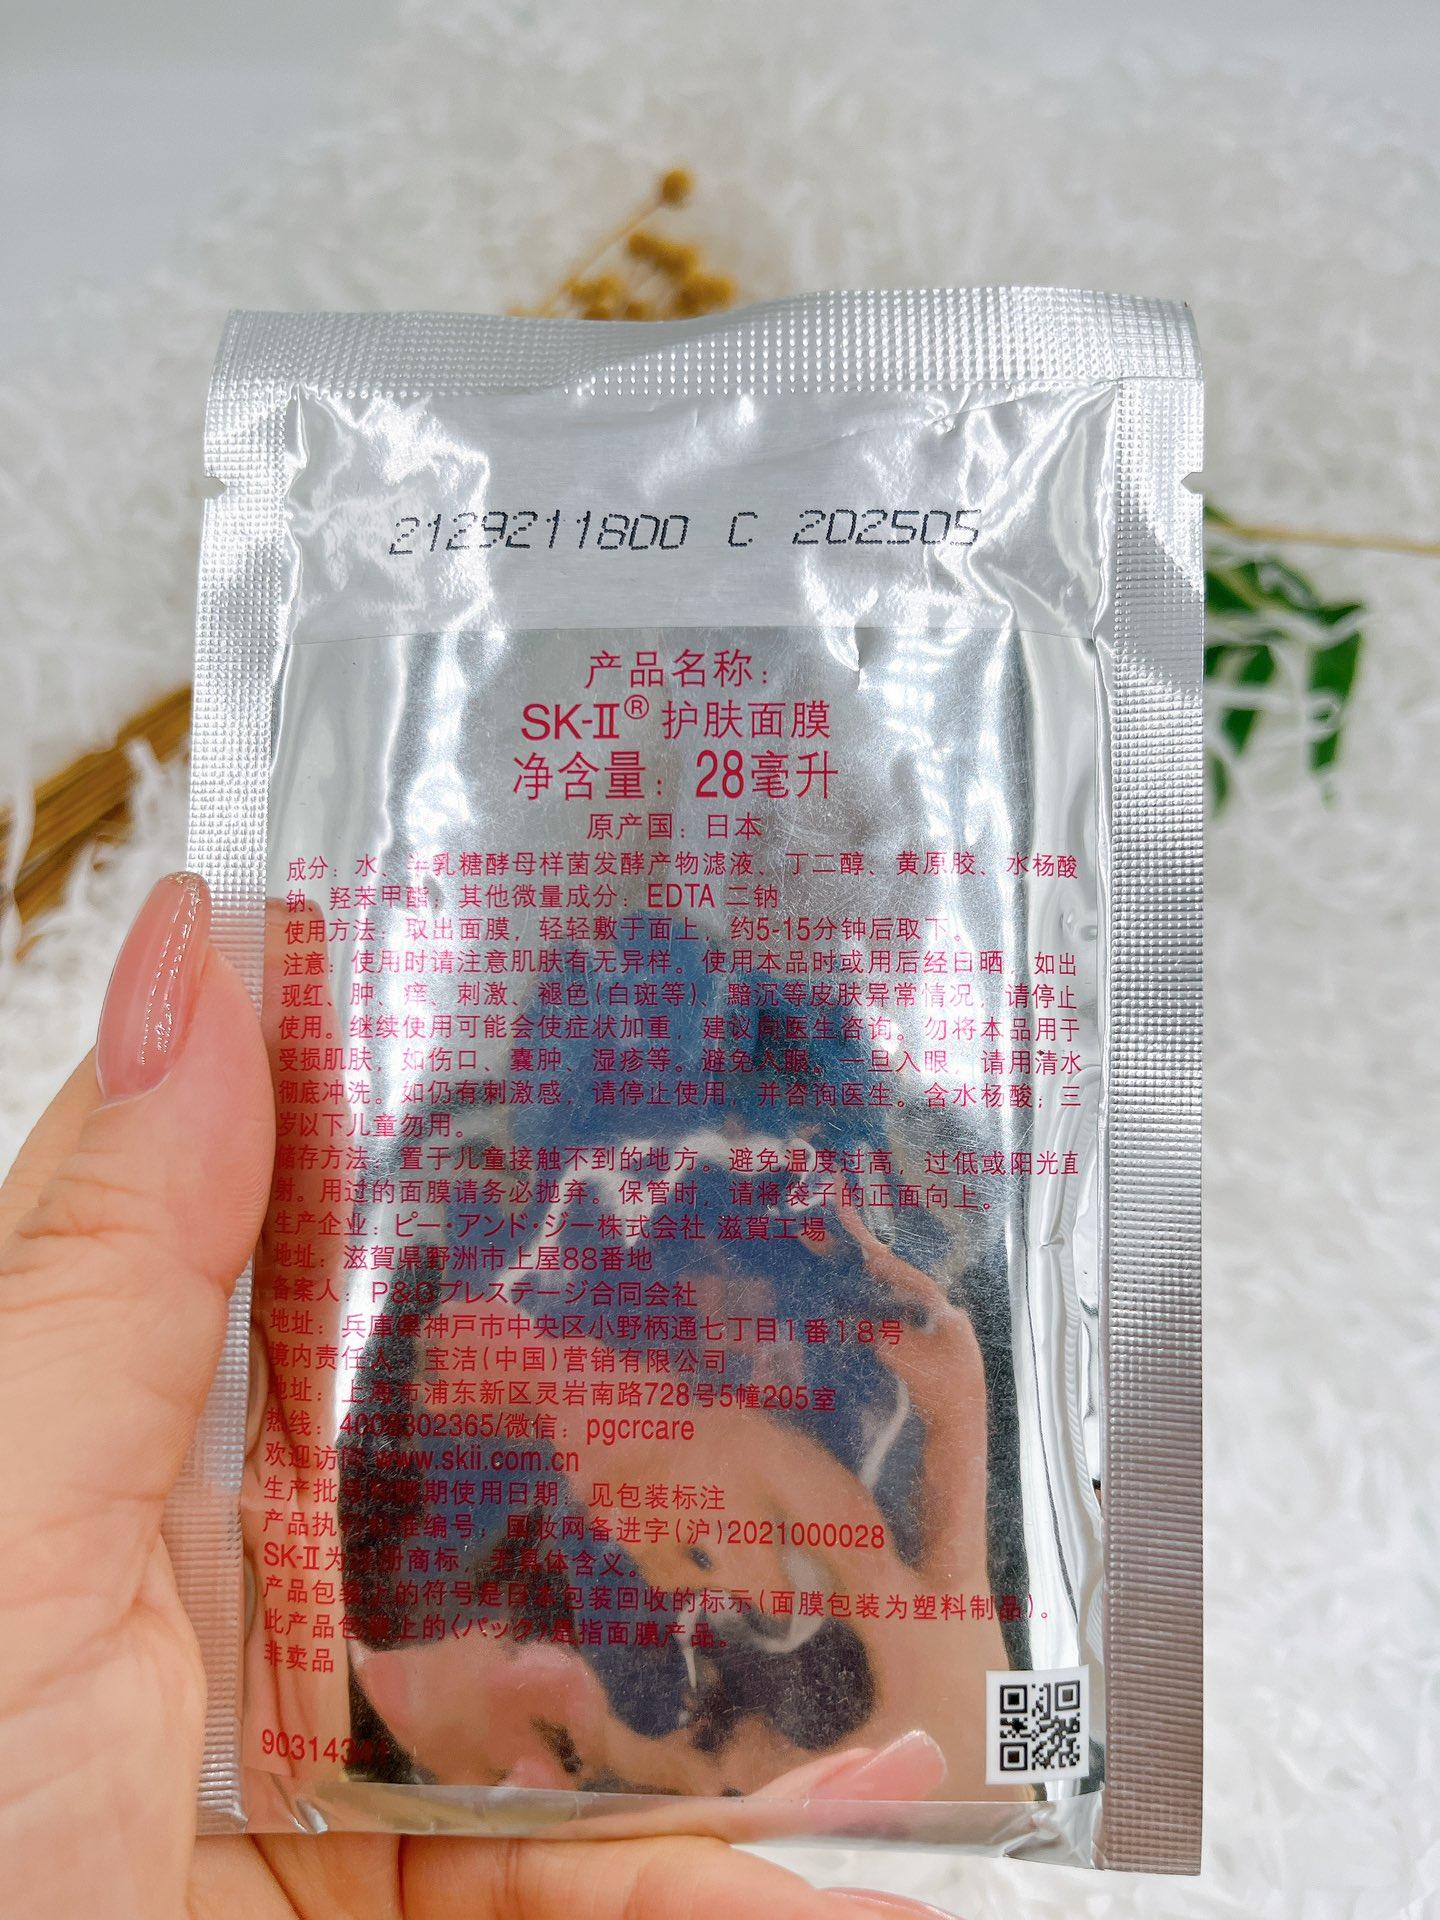 2129211800 C 202505
产品名称：
SK-II® 护肤面膜
净含量：28毫升
原产国：日本
成分：水、半乳糖酵母样菌发酵产物滤液、丁二醇、黄原胶、水杨酸
钠、羟苯甲酯；其他微量成分：EDTA 二钠
使用方法：取出面膜，轻轻敷于面上，约5-15分钟后取下。
注意：使用时请注意肌肤有无异样。使用本品时或用后经日晒，如出
现红、肿、痒、刺激、褪色(白斑等)、黯沉等皮肤异常情况，请停止
使用。继续使用可能会使症状加重，建议向医生咨询。勿将本品用于
受损肌肤，如伤口、囊肿、湿疹等。避免入眼。一旦入眼，请用清水
彻底冲洗。如仍有刺激感，请停止使用，并咨询医生。含水杨酸；三
岁以下儿童勿用。
储存方法：置于儿童接触不到的地方。避免温度过高，过低或阳光直
射。用过的面膜请务必抛弃。保管时，请将袋子的正面向上。
生产企业：ピー・アンド・ジー株式会社 滋賀工場
地址：滋賀県野洲市上屋88番地
备案人：P&Gプレステージ合同会社
地址：兵庫県神戸市中央区小野柄通七丁目1番18号
境内责任人：宝洁(中国)营销有限公司
地址：上海市浦东新区灵岩南路728号5幢205室
热线：4008302365/微信：pgcrcare
欢迎访问 www.skii.com.cn
生产批号和限期使用日期：见包装标注
产品执行标准编号：国妆网备进字(沪)2021000028
SK-II为注册商标，无具体含义。
产品包装上的符号是日本包装回收的标示(面膜包装为塑料制品)。
此产品包装上的〈パック〉是指面膜产品。
非卖品